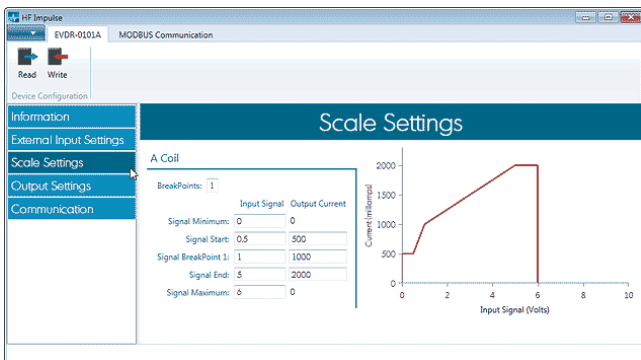 HF Impulse
EVDR-0101A MODBUS Communication
Read Write
Device Configuration
Information
External Input Settings
Scale Settings
Output Settings
Communication
Scale Settings
A Coil
BreakPoints: 1
Input Signal Output Current
Signal Minimum: 0 0
Signal Start: 0.5 500
Signal BreakPoint 1: 1 1000
Signal End: 5 2000
Signal Maximum: 6 0
Current (milliamps)
2000
1500
1000
500
0
0 2 4 6 8 10
Input Signal (Volts)